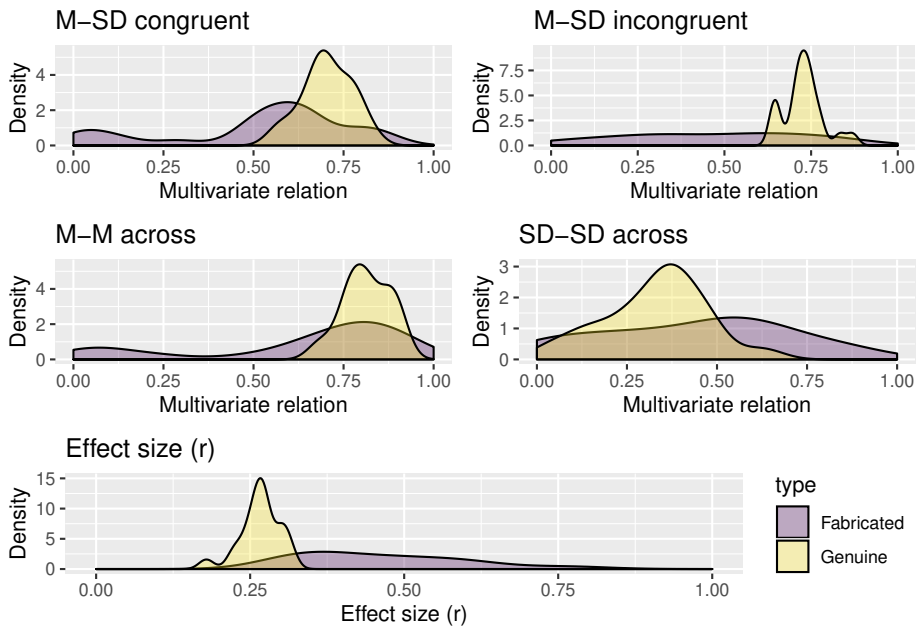 M−SD congruent
Density
4
2
0
0.00 0.25 0.50 0.75 1.00
Multivariate relation
M−SD incongruent
Density
7.5
5.0
2.5
0.0
0.00 0.25 0.50 0.75 1.00
Multivariate relation
M−M across
Density
4
2
0
0.00 0.25 0.50 0.75 1.00
Multivariate relation
SD−SD across
Density
3
2
1
0
0.00 0.25 0.50 0.75 1.00
Multivariate relation
Effect size (r)
Density
15
10
5
0
0.00 0.25 0.50 0.75 1.00
Effect size (r)
type
Fabricated
Genuine